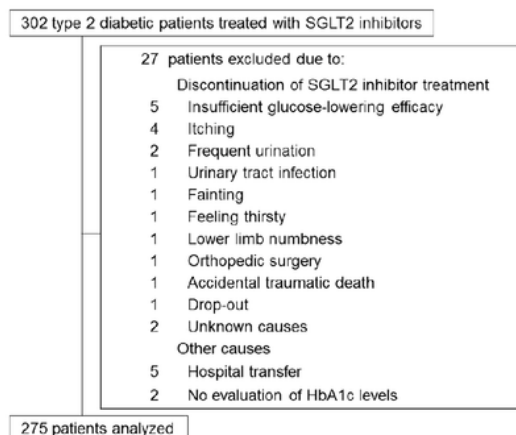 302 type 2 diabetic patients treated with SGLT2 inhibitors
27 patients excluded due to:
Discontinuation of SGLT2 inhibitor treatment
5 Insufficient glucose-lowering efficacy
4 Itching
2 Frequent urination
1 Urinary tract infection
1 Fainting
1 Feeling thirsty
1 Lower limb numbness
1 Orthopedic surgery
1 Accidental traumatic death
1 Drop-out
2 Unknown causes
Other causes
5 Hospital transfer
2 No evaluation of HbA1c levels
275 patients analyzed